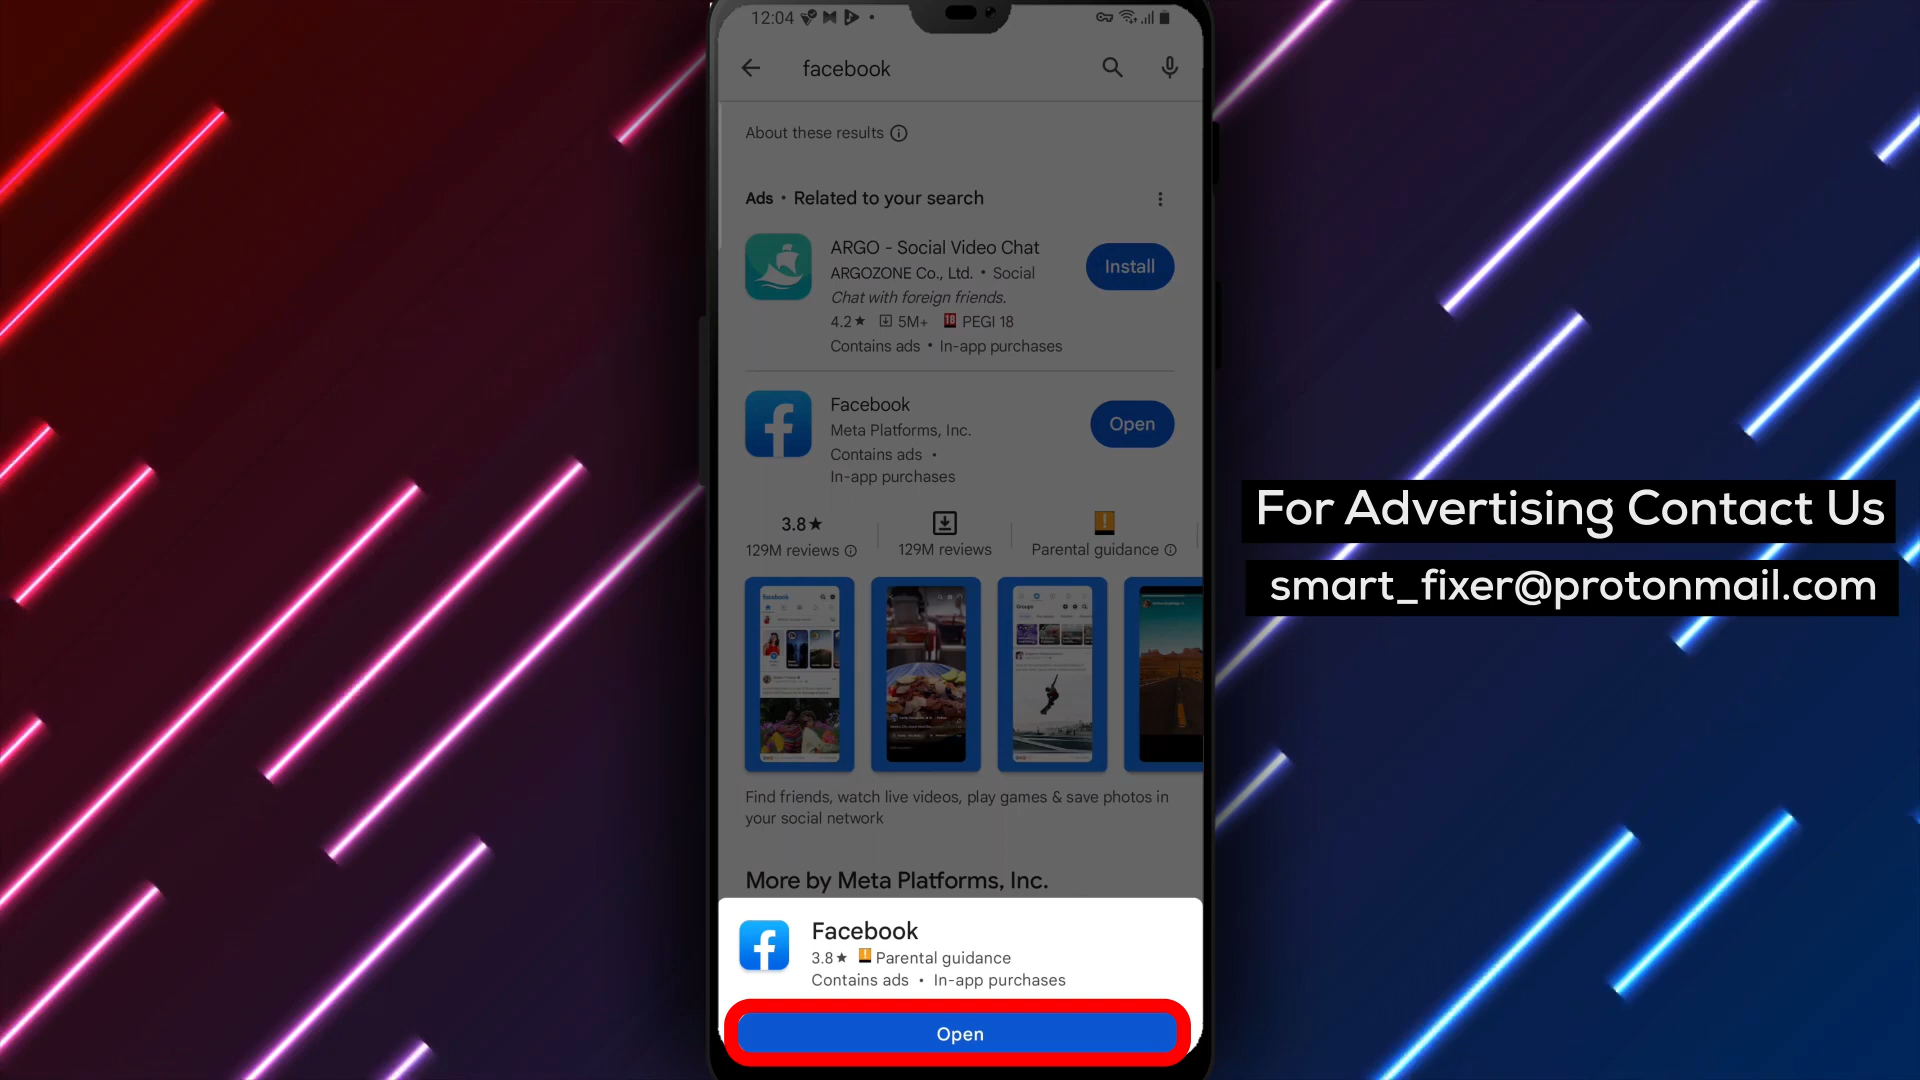 12:04
facebook
About these results
Ads • Related to your search
ARGO - Social Video Chat
ARGOZONE Co., Ltd. • Social
Install
Chat with foreign friends.
4.2★ 5M+ 18 PEGI 18
Contains ads • In-app purchases
Facebook
Meta Platforms, Inc.
Open
Contains ads •
In-app purchases
3.8★
129M reviews
129M reviews
Parental guidance
facebook
Groups
Find friends, watch live videos, play games & save photos in
your social network
More by Meta Platforms, Inc.
Facebook
3.8★ Parental guidance
Contains ads • In-app purchases
Open
For Advertising Contact Us
smart_fixer@protonmail.com